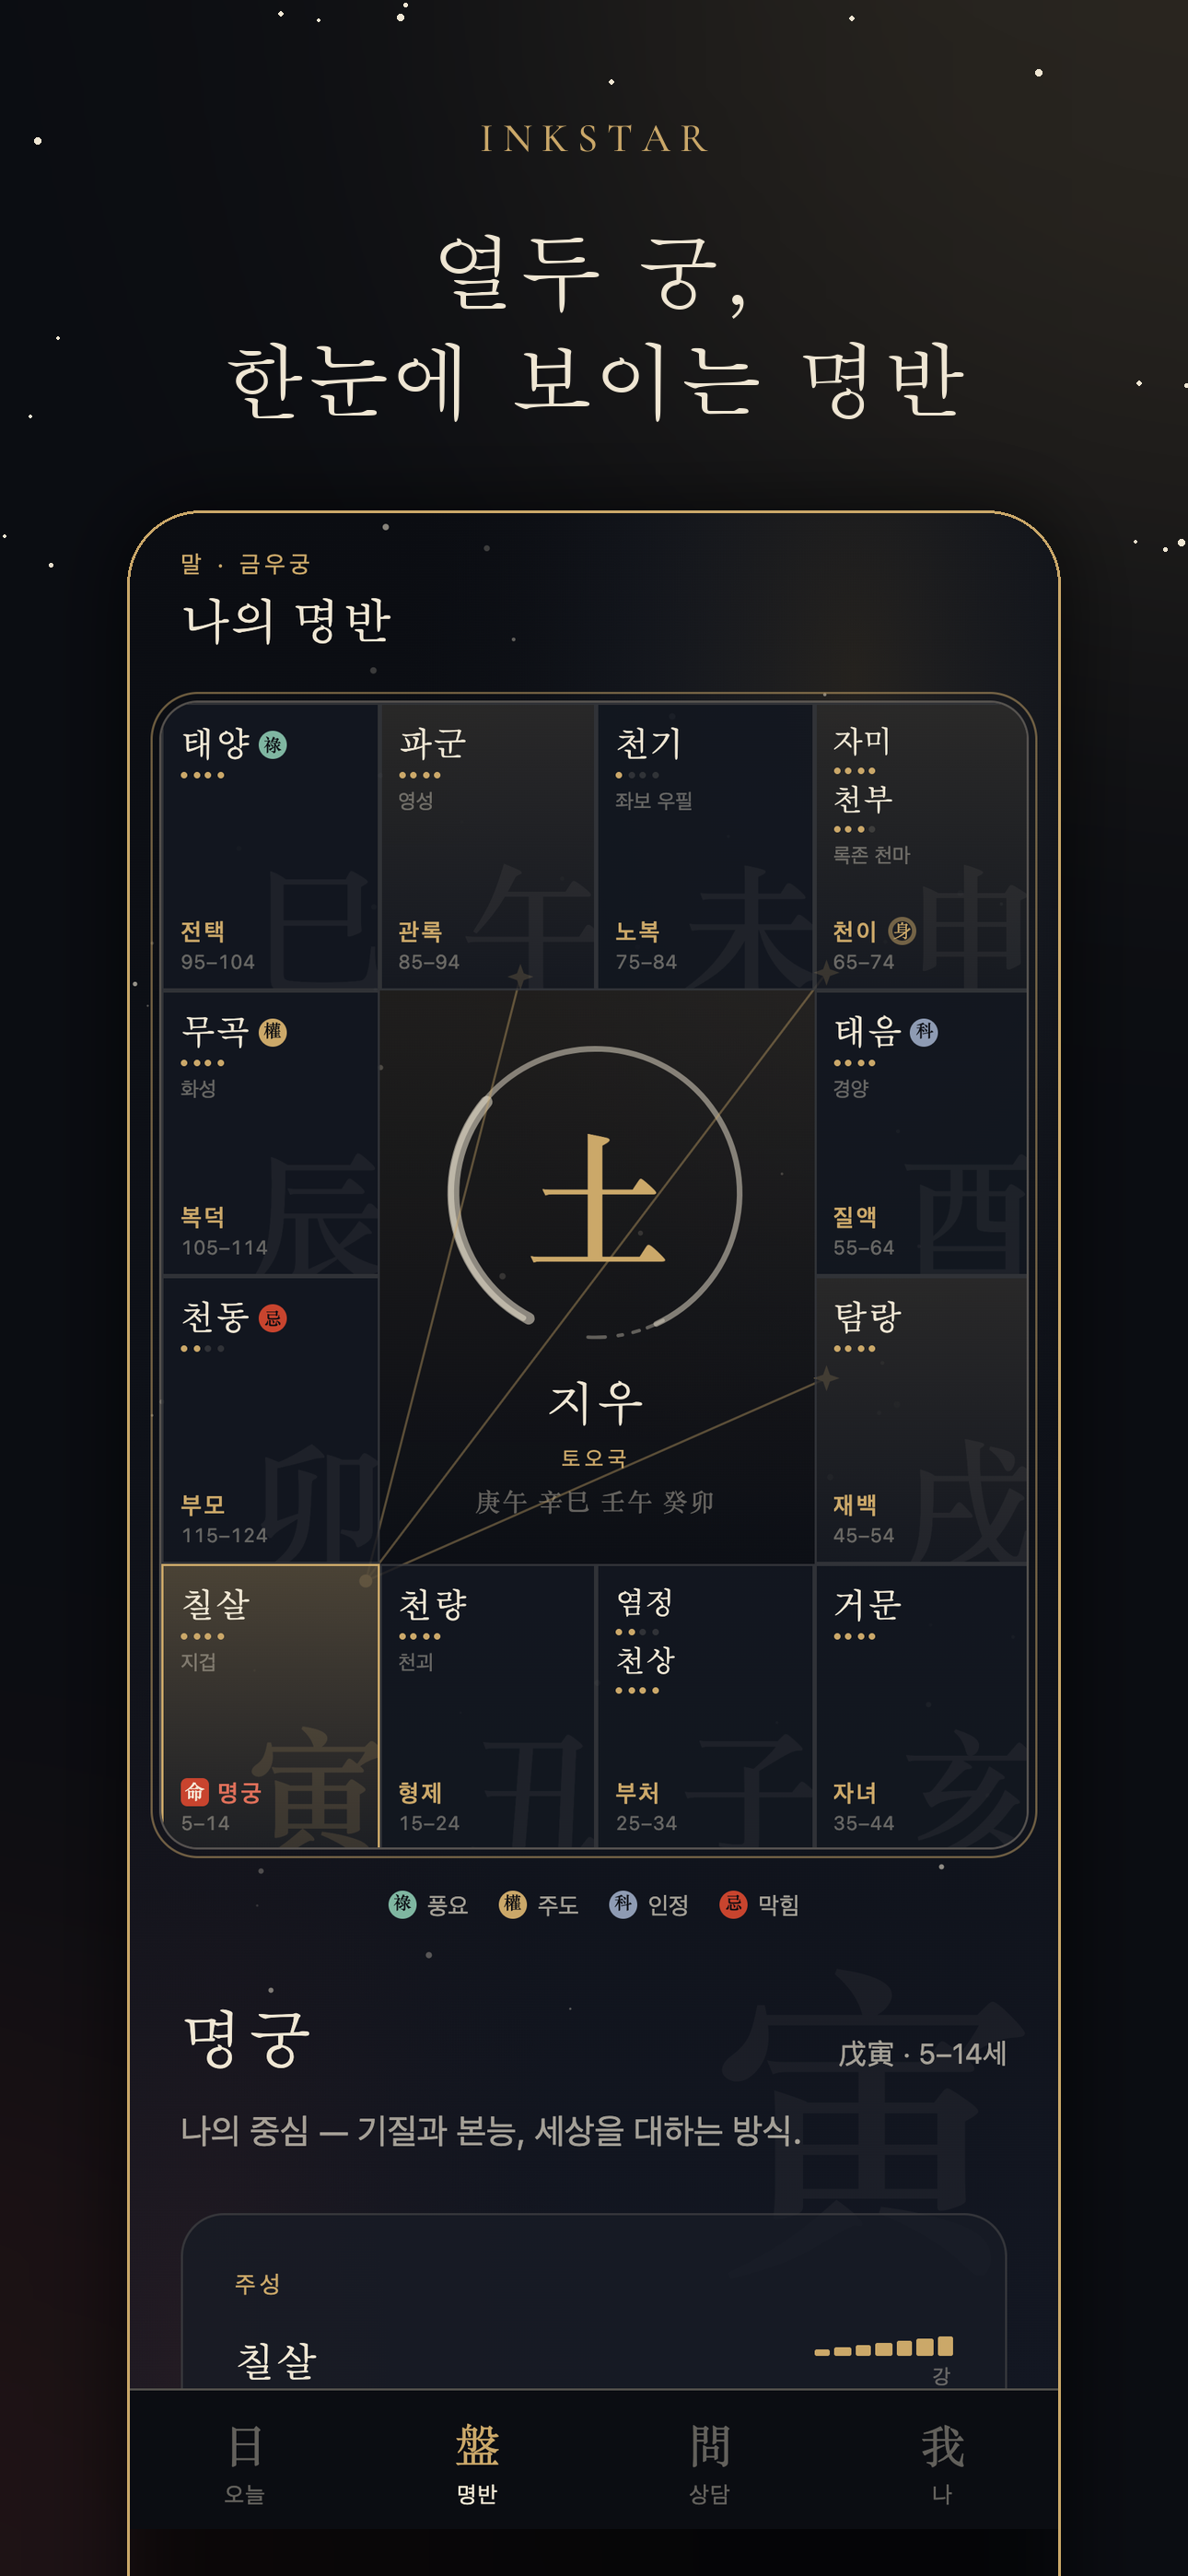 INKSTAR
열두 궁,
한눈에 보이는 명반
말 · 금우궁
나의 명반
태양 祿
巳
전택
95–104
파군
영성
午
관록
85–94
천기
좌보 우필
未
노복
75–84
자미
천부
록존 천마
申
천이 身
65–74
무곡 權
화성
辰
복덕
105–114
태음 科
경양
酉
질액
55–64
土
지우
토오국
庚午 辛巳 壬午 癸卯
천동 忌
卯
부모
115–124
탐랑
戌
재백
45–54
칠살
지겁
寅
命 명궁
5–14
천량
천괴
丑
형제
15–24
염정
천상
子
부처
25–34
거문
亥
자녀
35–44
祿 풍요 權 주도 科 인정 忌 막힘
명궁
寅
戊寅 · 5–14세
나의 중심 — 기질과 본능, 세상을 대하는 방식.
주성
칠살
강
日 盤 問 我
오늘 명반 상담 나